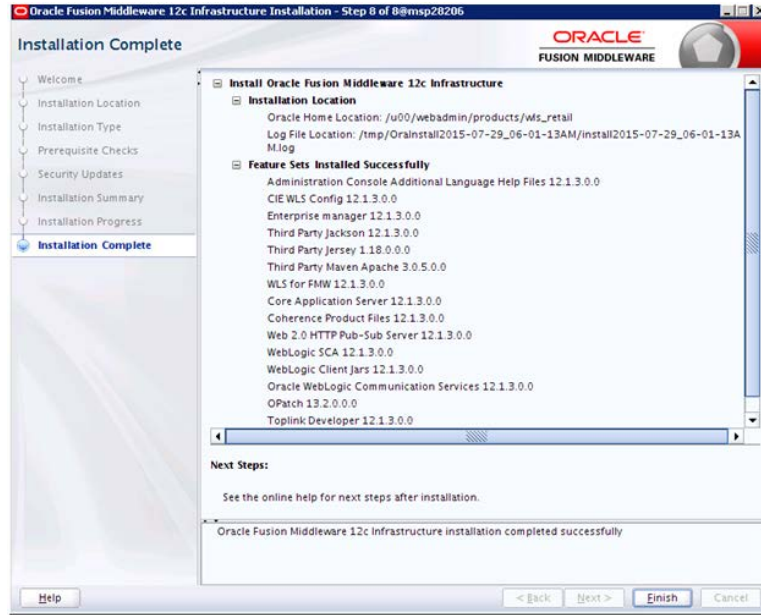 Oracle Fusion Middleware 12c Infrastructure Installation - Step 8 of 8@msp28206
Installation Complete
ORACLE
FUSION MIDDLEWARE
Welcome
Installation Location
Installation Type
Prerequisite Checks
Security Updates
Installation Summary
Installation Progress
Installation Complete
Install Oracle Fusion Middleware 12c Infrastructure
Installation Location
Oracle Home Location: /u00/webadmin/products/wls_retail
Log File Location: /tmp/OraInstall2015-07-29_06-01-13AM/install2015-07-29_06-01-13A
M.log
Feature Sets Installed Successfully
Administration Console Additional Language Help Files 12.1.3.0.0
CIE WLS Config 12.1.3.0.0
Enterprise manager 12.1.3.0.0
Third Party Jackson 12.1.3.0.0
Third Party Jersey 1.18.0.0.0
Third Party Maven Apache 3.0.5.0.0
WLS for FMW 12.1.3.0.0
Core Application Server 12.1.3.0.0
Coherence Product Files 12.1.3.0.0
Web 2.0 HTTP Pub-Sub Server 12.1.3.0.0
WebLogic SCA 12.1.3.0.0
WebLogic Client Jars 12.1.3.0.0
Oracle WebLogic Communication Services 12.1.3.0.0
OPatch 13.2.0.0.0
Toplink Developer 12.1.3.0.0
Next Steps:
See the online help for next steps after installation.
Oracle Fusion Middleware 12c Infrastructure installation completed successfully
Help
< Back
Next >
Finish
Cancel